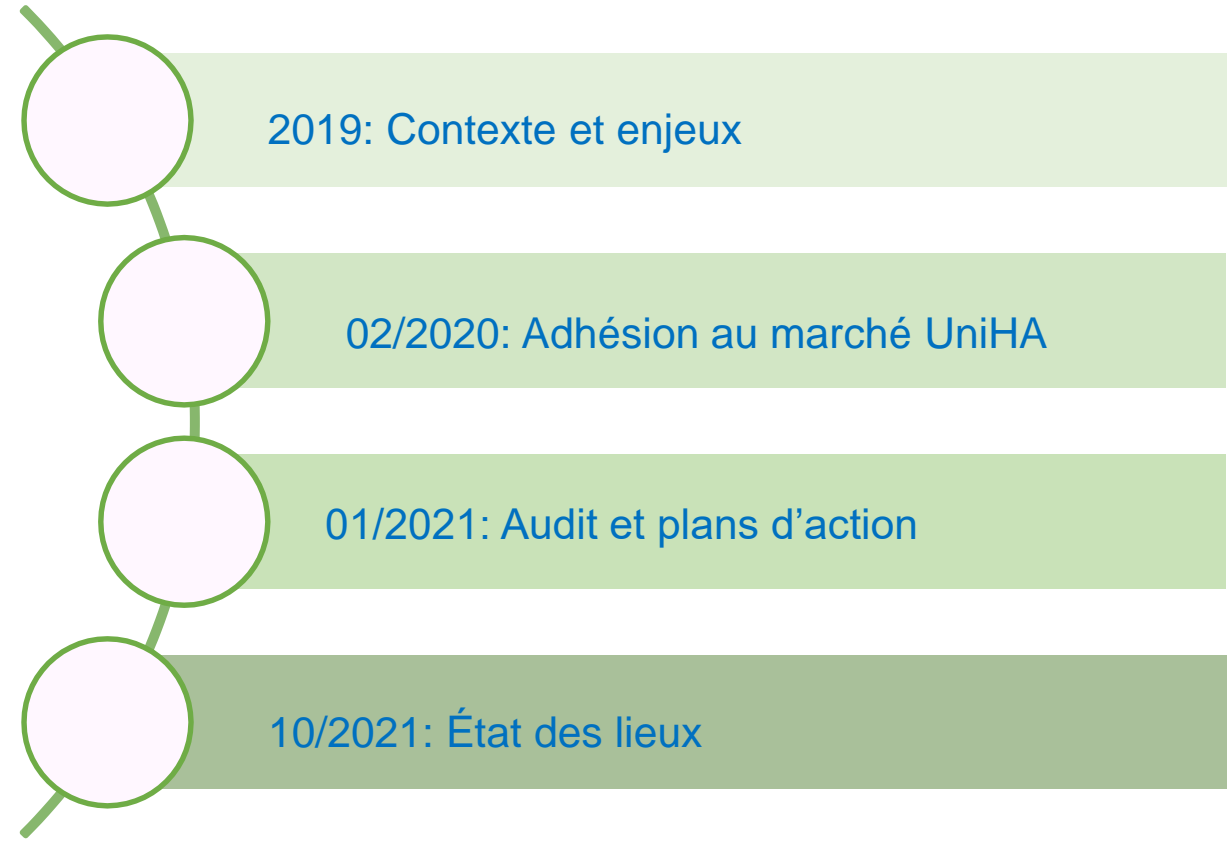 2019: Contexte et enjeux
02/2020: Adhésion au marché UniHA
01/2021: Audit et plans d’action
10/2021: État des lieux